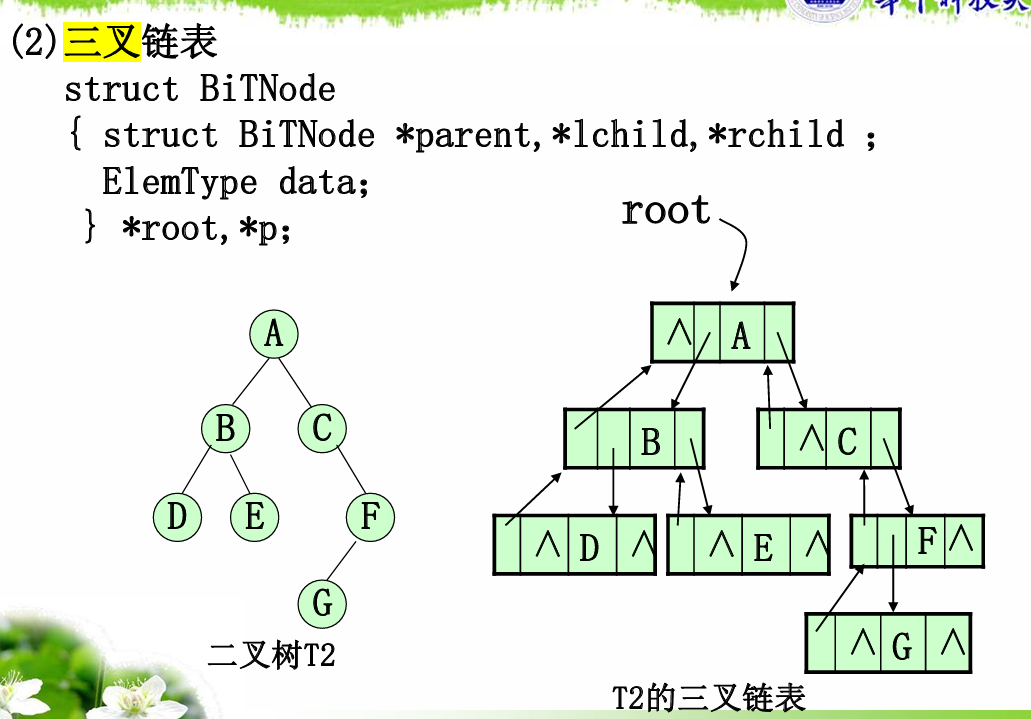 (2)三叉链表
struct BiTNode
{ struct BiTNode *parent,*lchild,*rchild ;
ElemType data;
} *root,*p;
root
A
B C
D E F
G
二叉树T2
∧ A
B ∧ C
∧ D ∧ ∧ E ∧ F ∧
∧ G ∧
T2的三叉链表